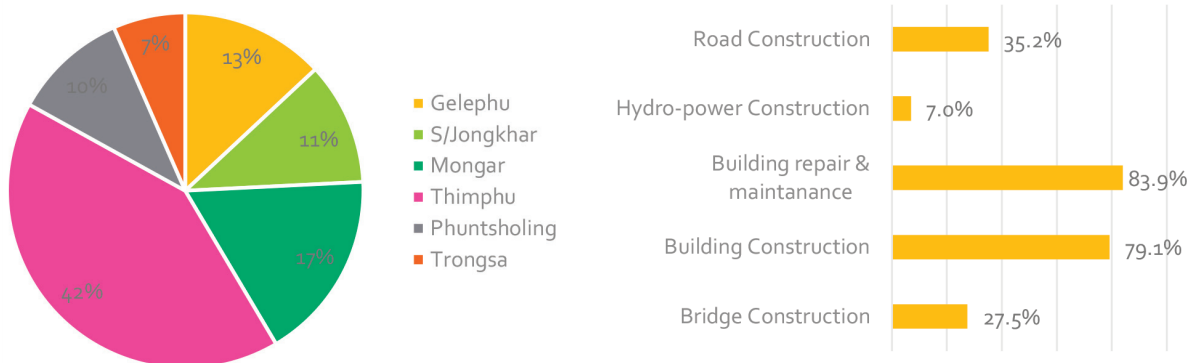 7%
13%
10%
11%
17%
42%
Gelephu
S/Jongkhar
Mongar
Thimphu
Phuntsholing
Trongsa
Road Construction
35.2%
Hydro-power Construction
7.0%
Building repair &
maintanance
83.9%
Building Construction
79.1%
Bridge Construction
27.5%